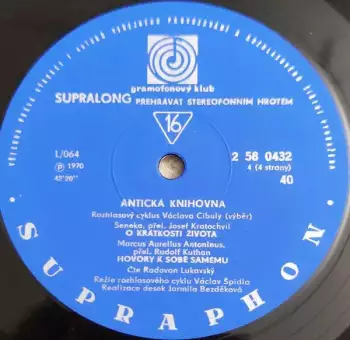 VÝROBCE
gramofonový klub
SUPRALONG PŘEHRÁVAT STEREOFONNÍM HROTEM
16
1./064
Ⓟ 1970
2 58 0432
4 (4 strany)
40
ANTICKÁ KNIHOVNA
Rozhlasový cyklus Václava Cibuly (výběr)
Seneka, přel. Josef Kratochvíl
O KRÁTKOSTI ŽIVOTA
Marcus Aurelius Antoninus,
přel. Rudolf Kuthan
HOVORY K SOBĚ SAMÉMU
Čte Radovan Lukavský
Režie rozhlasového cyklu Václav Špidla
Realizace desek Jarmila Bezděková
• SUPRAPHON •